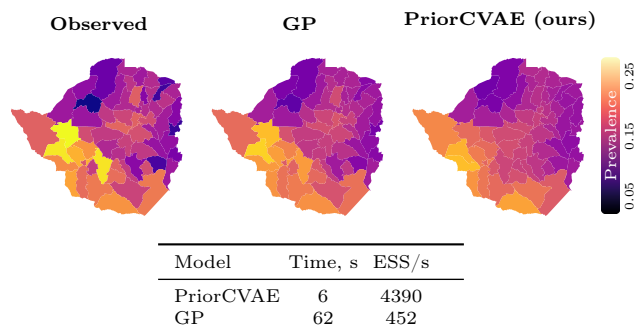 Observed GP PriorCVAE (ours)
0.25
0.15
0.05
Prevalence
Model Time, s ESS/s
PriorCVAE 6 4390
GP 62 452